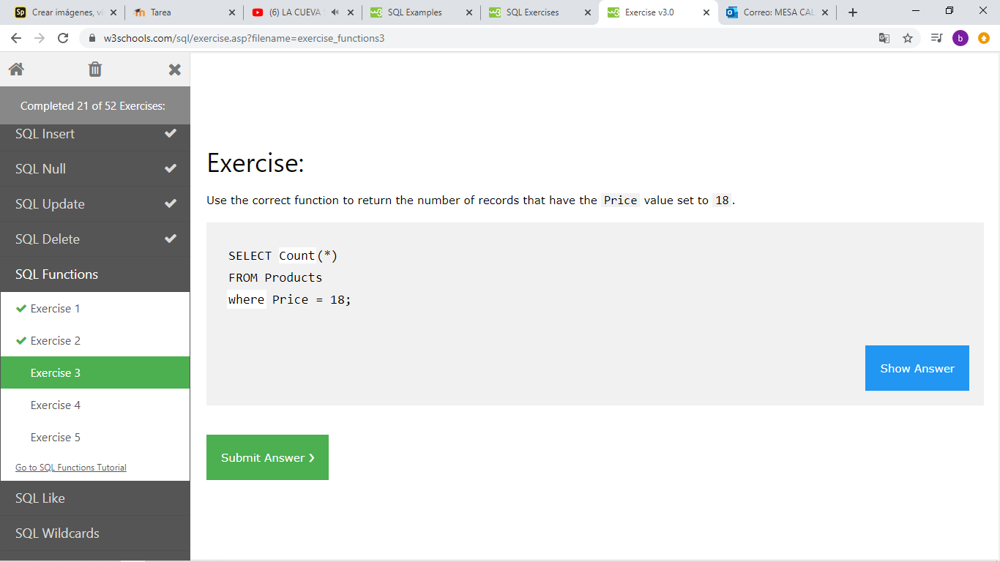 Crear imágenes, ví
Tarea
(6) LA CUEVA
SQL Examples
SQL Exercises
Exercise v3.0
Correo: MESA CAL
w3schools.com/sql/exercise.asp?filename=exercise_functions3
b
Completed 21 of 52 Exercises:
SQL Insert
SQL Null
SQL Update
SQL Delete
SQL Functions
Exercise 1
Exercise 2
Exercise 3
Exercise 4
Exercise 5
Go to SQL Functions Tutorial
SQL Like
SQL Wildcards
Exercise:
Use the correct function to return the number of records that have the Price value set to 18.
SELECT Count(*)
FROM Products
where Price = 18;
Show Answer
Submit Answer ❯